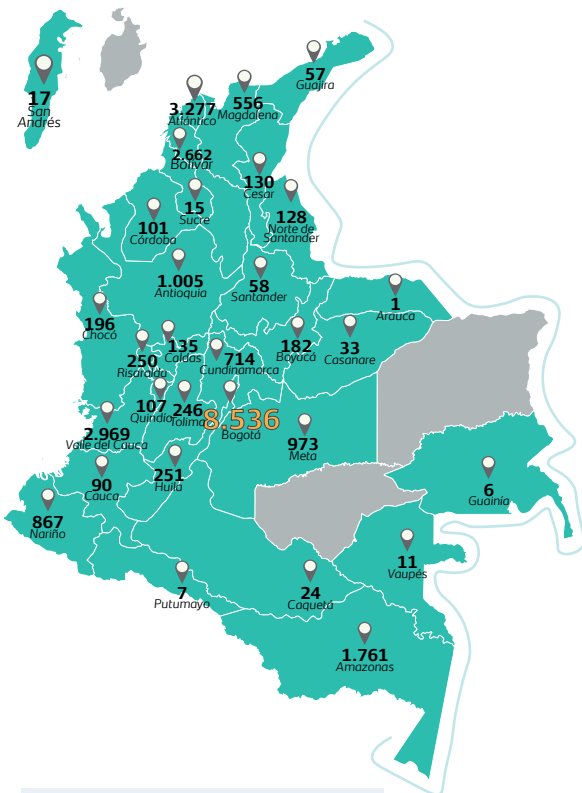 57
Guajira
17
San
Andrés
3.277
Atlántico
556
Magdalena
2.662
Bolívar
130
Cesar
15
Sucre
128
Norte de
Santander
101
Córdoba
1.005
Antioquia
58
Santander
1
Arauca
196
Chocó
135
Caldas
250
Risaralda
714
Cundinamarca
182
Boyacá
33
Casanare
107
Quindío
246
Tolima
8.536
Bogotá
2.969
Valle del Cauca
973
Meta
90
Cauca
251
Huila
6
Guainía
867
Nariño
11
Vaupés
7
Putumayo
24
Caquetá
1.761
Amazonas